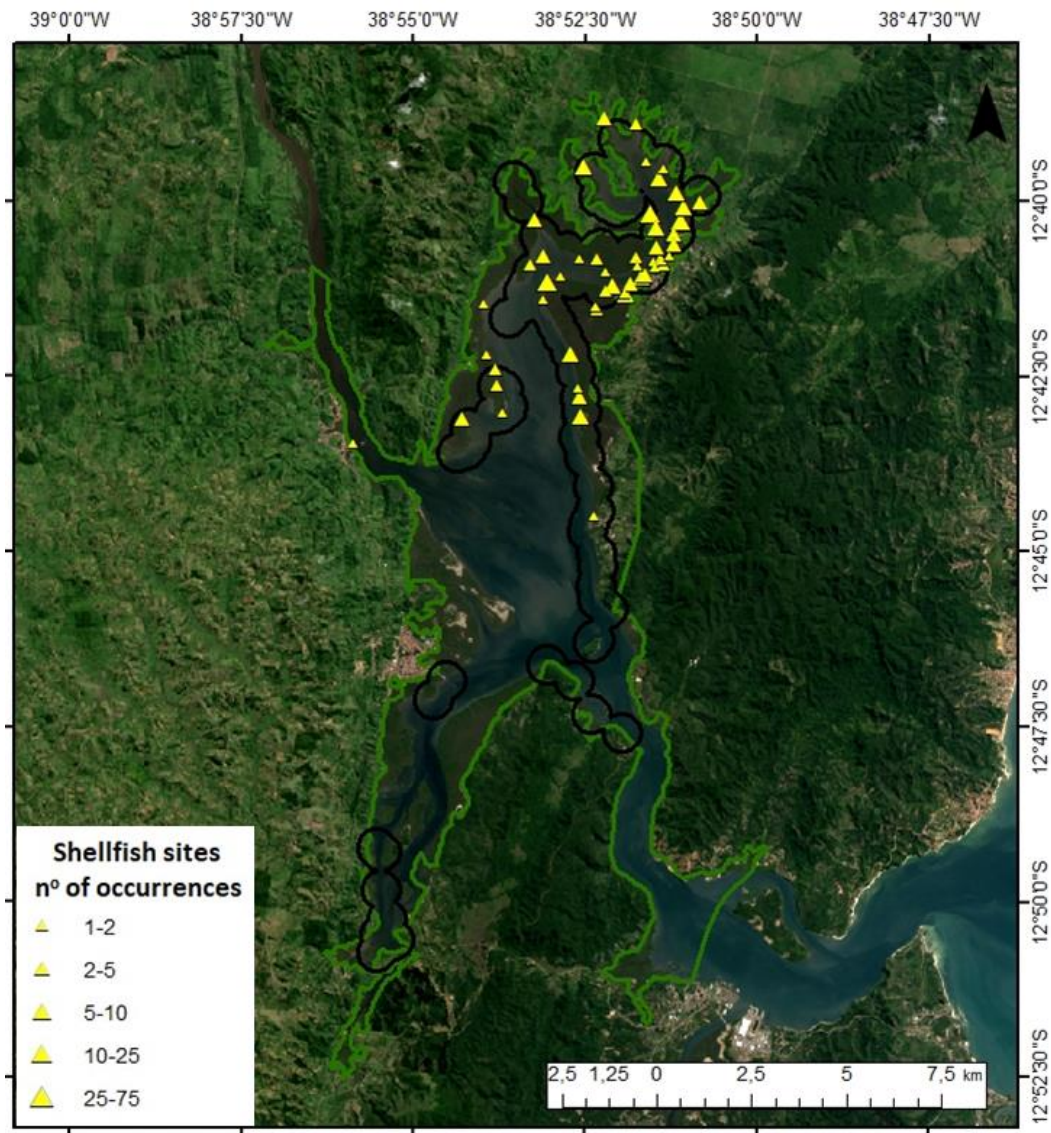 39°0'0"W 38°57'30"W 38°55'0"W 38°52'30"W 38°50'0"W 38°47'30"W
12°40'0"S
12°42'30"S
12°45'0"S
12°47'30"S
12°50'0"S
12°52'30"S
Shellfish sites
nº of occurrences
1-2
2-5
5-10
10-25
25-75
2,5 1,25 0 2,5 5 7,5 km